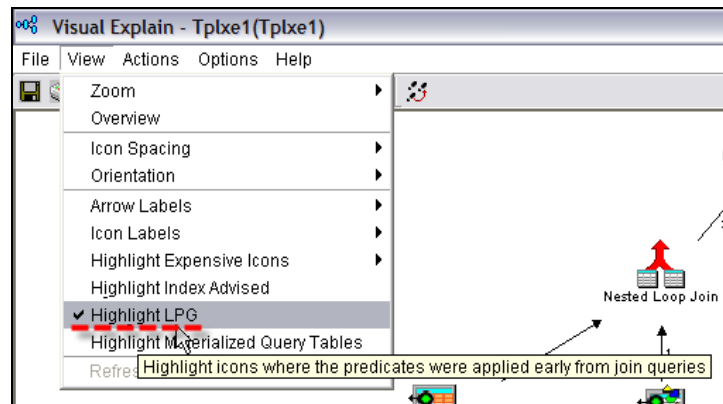 Visual Explain - Tplxe1(Tplxe1)
File View Actions Options Help
Zoom
Overview
Icon Spacing
Orientation
Arrow Labels
Icon Labels
Highlight Expensive Icons
Highlight Index Advised
Highlight LPG
Highlight Materialized Query Tables
Refres
Highlight icons where the predicates were applied early from join queries
Nested Loop Join
1